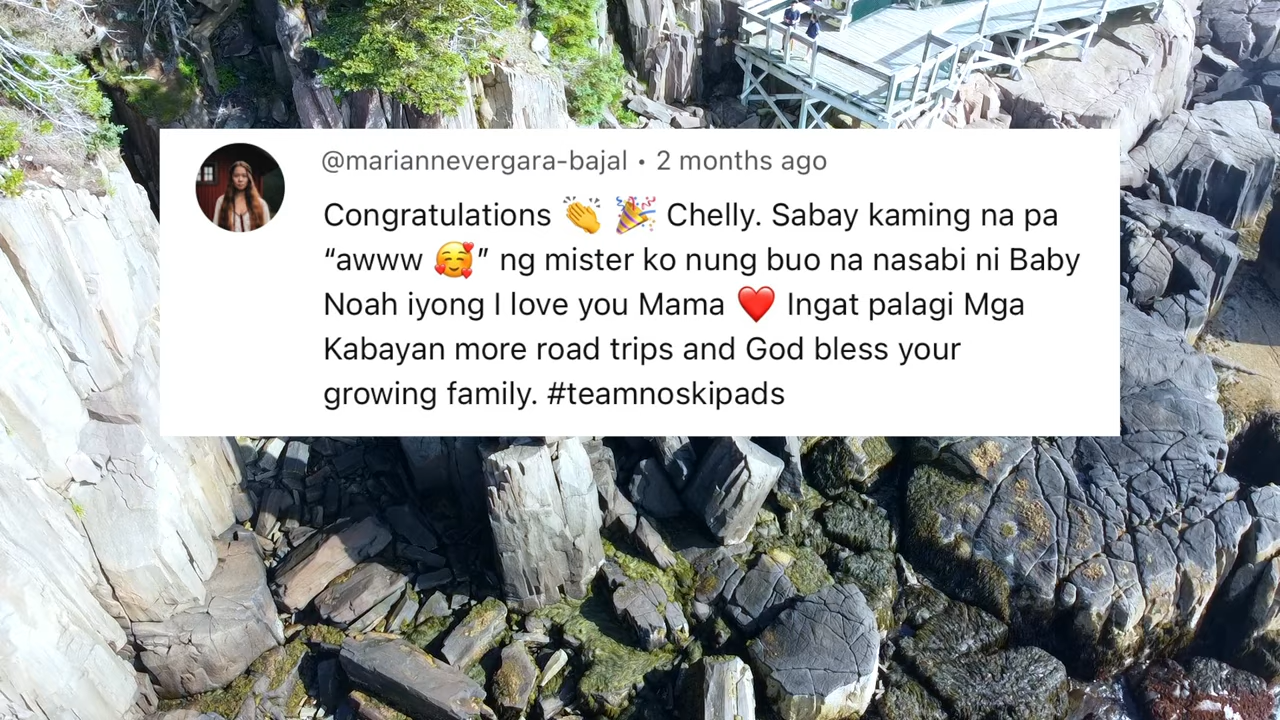 @mariannevergara-bajal • 2 months ago
Congratulations 👏 🎉 Chelly. Sabay kaming na pa
“awww 🥰” ng mister ko nung buo na nasabi ni Baby
Noah iyong I love you Mama ❤️ Ingat palagi Mga
Kabayan more road trips and God bless your
growing family. #teamnoskipads